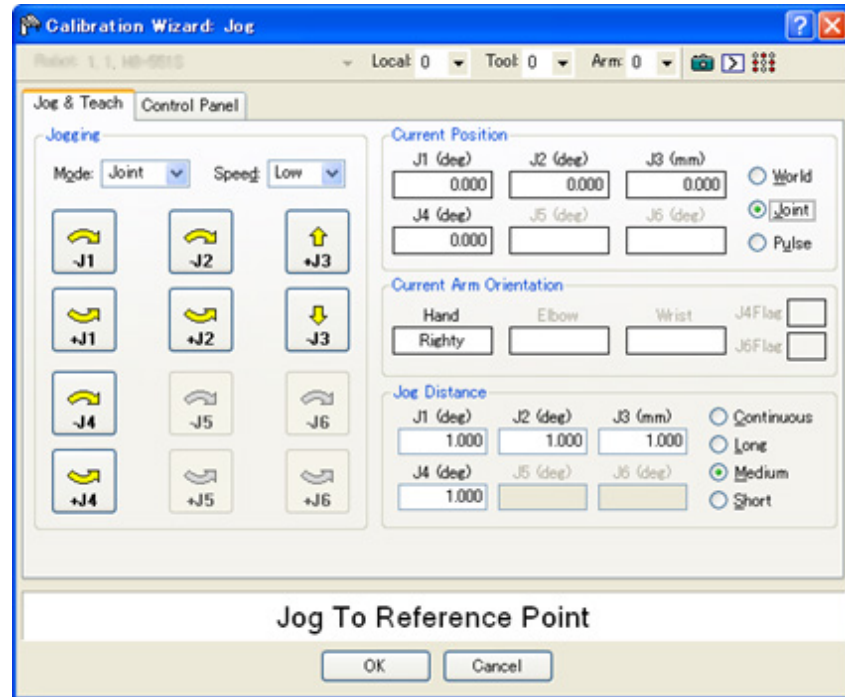 Calibration Wizard: Jog
Robot: 1, 1, Local: 0 Tool: 0 Arm: 0
Jog & Teach Control Panel
Jogging
Mode: Joint Speed: Low
-J1 -J2 +J3
+J1 +J2 -J3
-J4 -J5 -J6
+J4 +J5 +J6
Current Position
J1 (deg) J2 (deg) J3 (mm)
0.000 0.000 0.000
J4 (deg) J5 (deg) J6 (deg)
0.000
World
Joint
Pulse
Current Arm Orientation
Hand Elbow Wrist J4Flag
Righty
J6Flag
Jog Distance
J1 (deg) J2 (deg) J3 (mm)
1.000 1.000 1.000
J4 (deg) J5 (deg) J6 (deg)
1.000
Continuous
Long
Medium
Short
Jog To Reference Point
OK Cancel